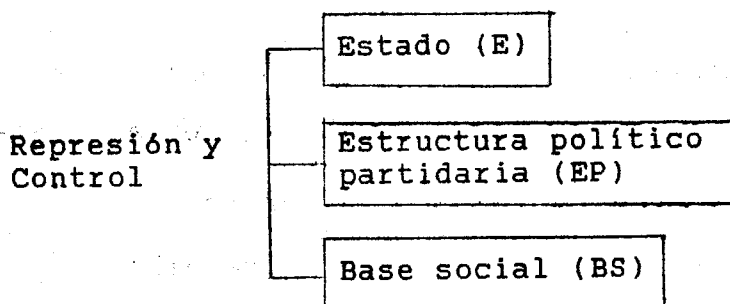 Estado (E)
Represión y
Control
Estructura político
partidaria (EP)
Base social (BS)